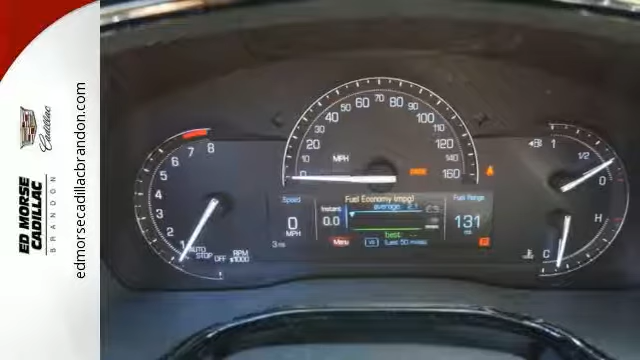 Cadillac
ED MORSE
CADILLAC
BRANDON
edmorsecadillacbrandon.com
1 2 3 4 5 6 7 8
AUTO
STOP
OFF
RPM
x1000
0 10 20 30 40 50 60 70 80 90 100 110 120 140 160
MPH
Speed
0
MPH
3 mi
Fuel Economy (mpg)
Instant
0.0
average
best
Menu
last 50 miles
Fuel Range
131
mi
1
1/2
0
H
C